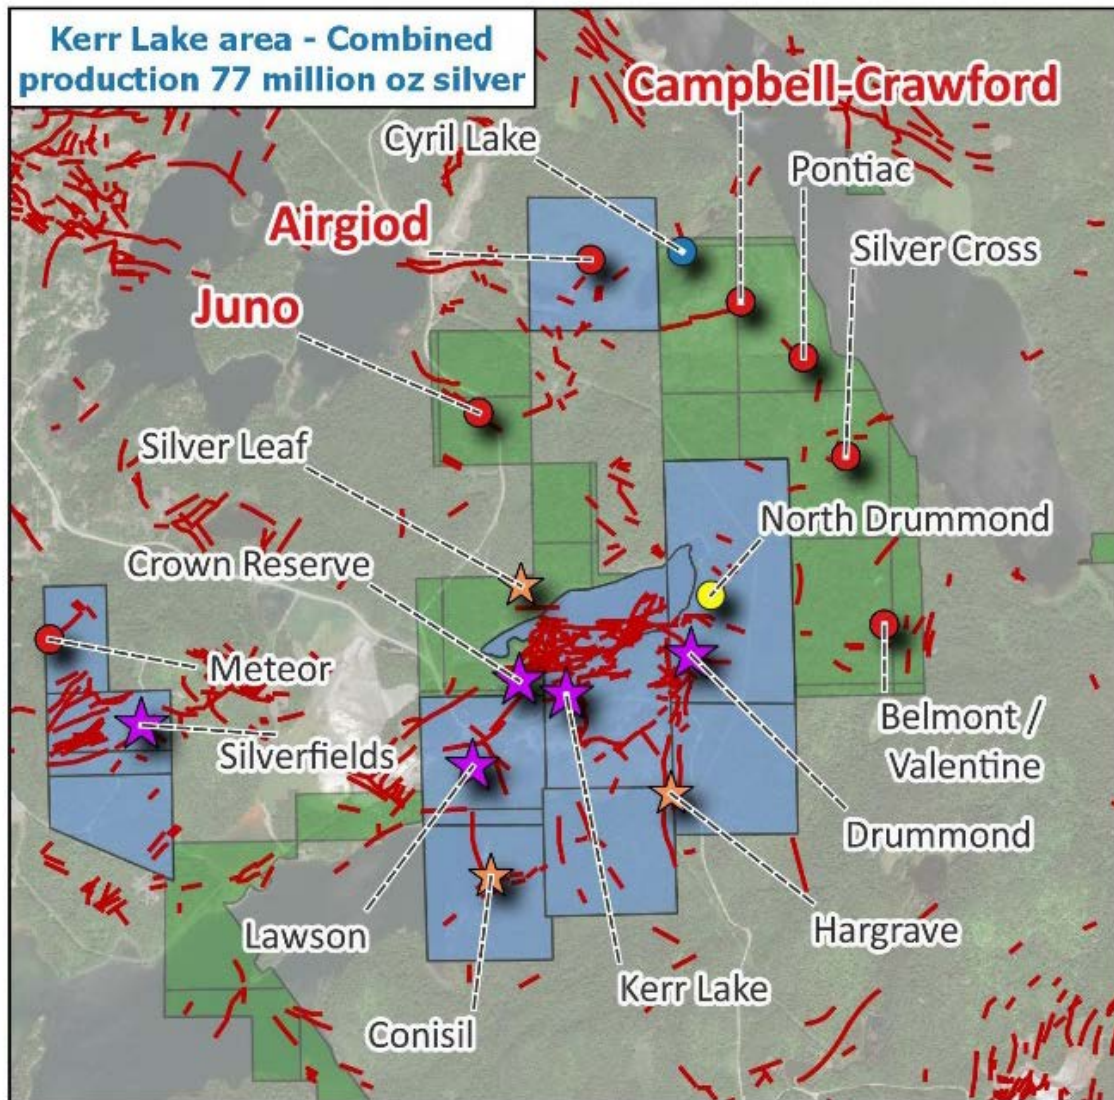 Kerr Lake area - Combined
production 77 million oz silver
Campbell-Crawford
Cyril Lake
Pontiac
Airgiod
Silver Cross
Juno
Silver Leaf
North Drummond
Crown Reserve
Meteor
Belmont /
Valentine
Silverfields
Drummond
Lawson
Hargrave
Kerr Lake
Conisil